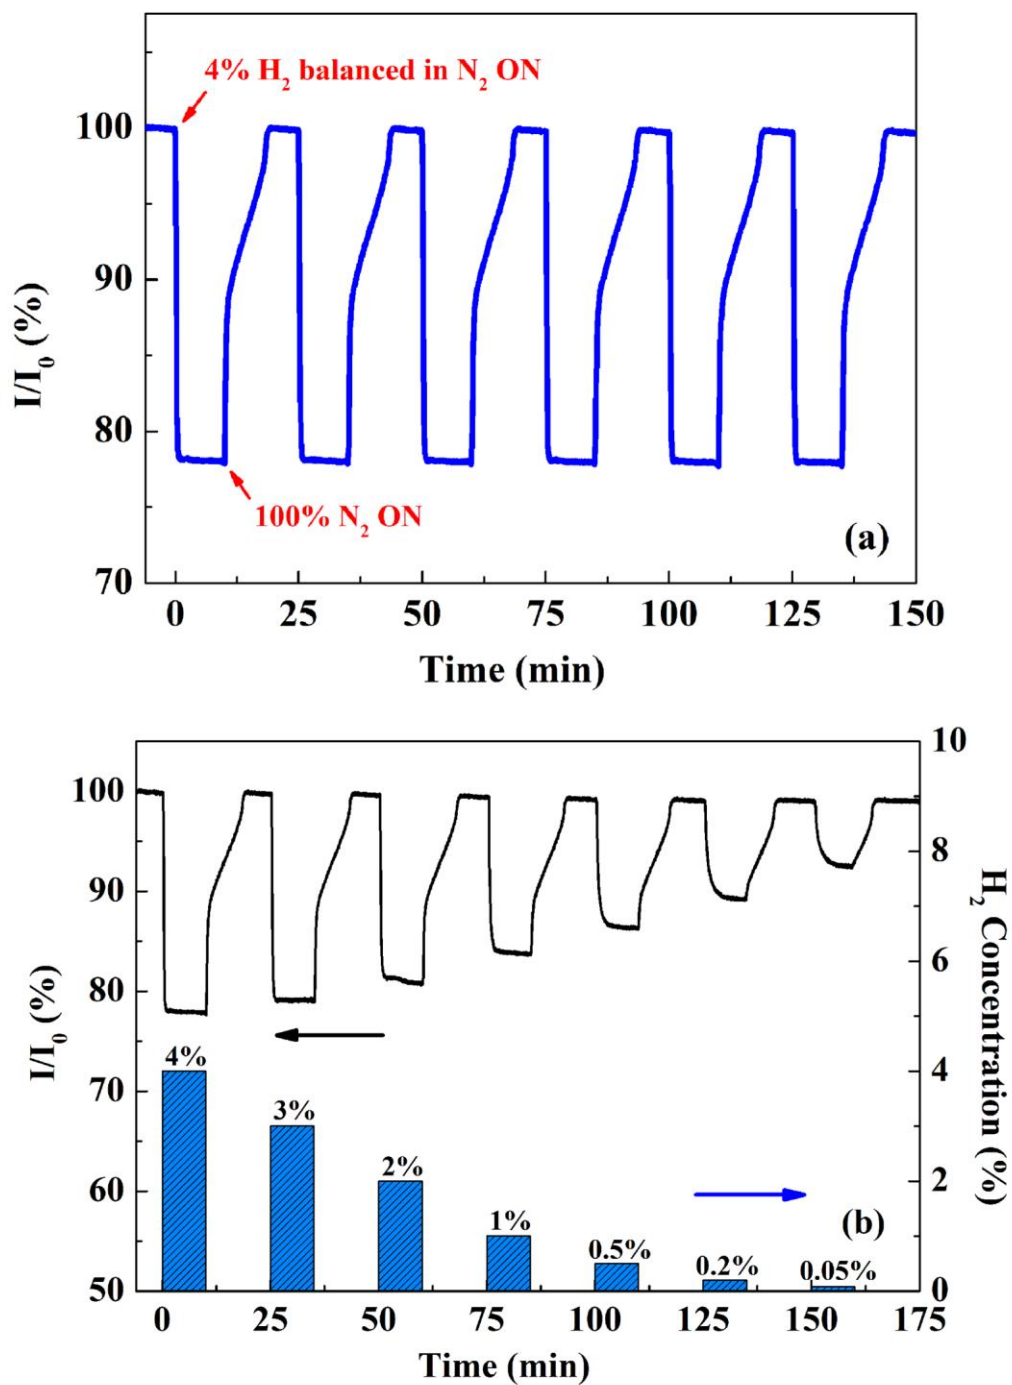 4% H₂ balanced in N₂ ON
100
90
80
70
I/I₀ (%)
100% N₂ ON
(a)
0 25 50 75 100 125 150
Time (min)
100
90
80
70
60
50
I/I₀ (%)
10
8
6
4
2
0
H₂ Concentration (%)
4%
3%
2%
1%
0.5%
0.2%
0.05%
(b)
0 25 50 75 100 125 150 175
Time (min)